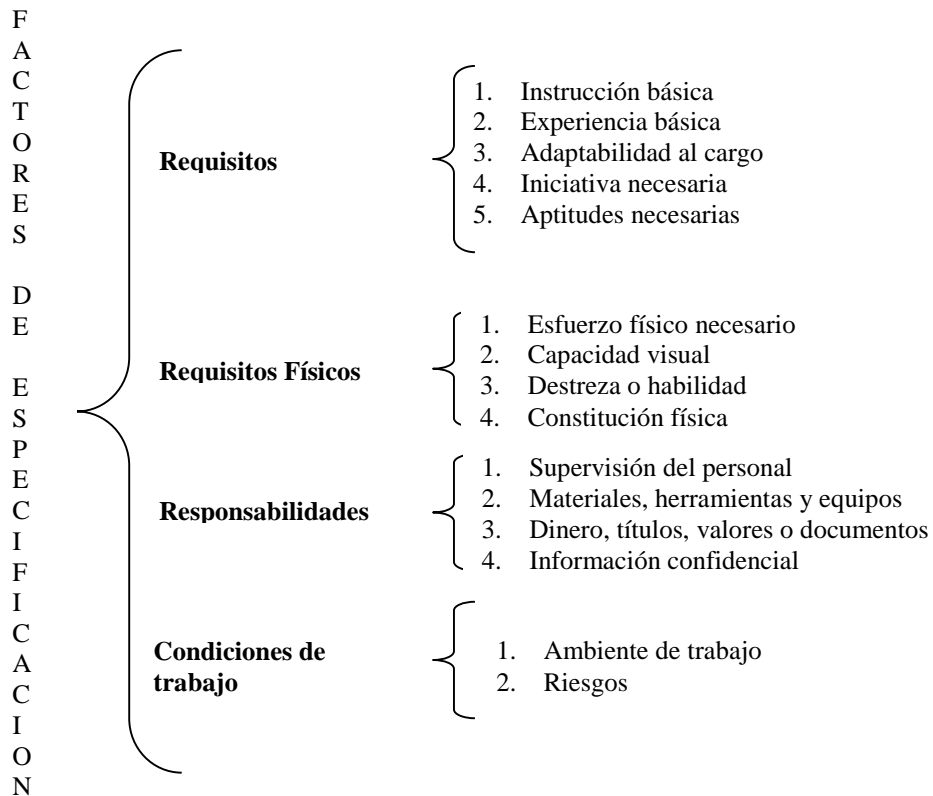 FACTORES DE ESPECIFICACION
Requisitos
1. Instrucción básica
2. Experiencia básica
3. Adaptabilidad al cargo
4. Iniciativa necesaria
5. Aptitudes necesarias
Requisitos Físicos
1. Esfuerzo físico necesario
2. Capacidad visual
3. Destreza o habilidad
4. Constitución física
Responsabilidades
1. Supervisión del personal
2. Materiales, herramientas y equipos
3. Dinero, títulos, valores o documentos
4. Información confidencial
Condiciones de
trabajo
1. Ambiente de trabajo
2. Riesgos